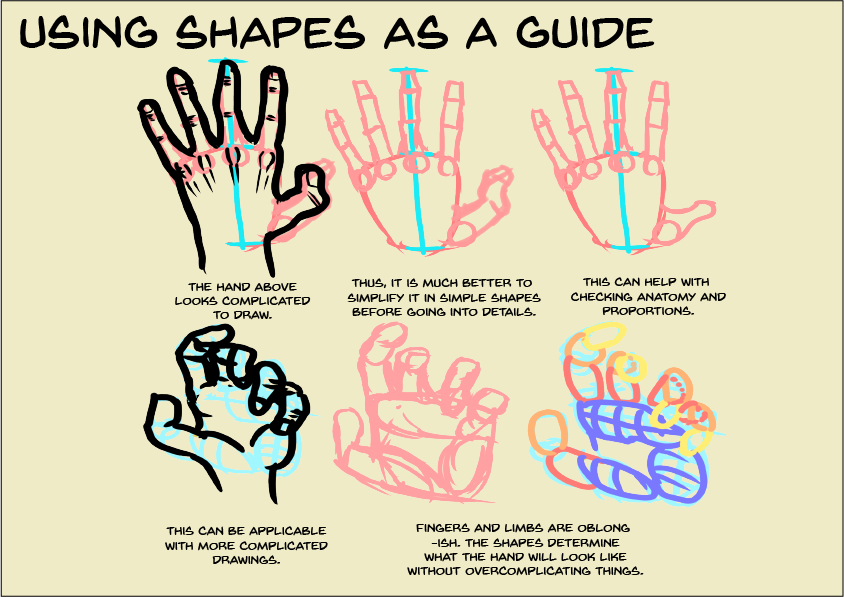 USING SHAPES AS A GUIDE
THE HAND ABOVE
LOOKS COMPLICATED
TO DRAW.
THUS, IT IS MUCH BETTER TO
SIMPLIFY IT IN SIMPLE SHAPES
BEFORE GOING INTO DETAILS.
THIS CAN HELP WITH
CHECKING ANATOMY AND
PROPORTIONS.
THIS CAN BE APPLICABLE
WITH MORE COMPLICATED
DRAWINGS.
FINGERS AND LIMBS ARE OBLONG
-ISH. THE SHAPES DETERMINE
WHAT THE HAND WILL LOOK LIKE
WITHOUT OVERCOMPLICATING THINGS.